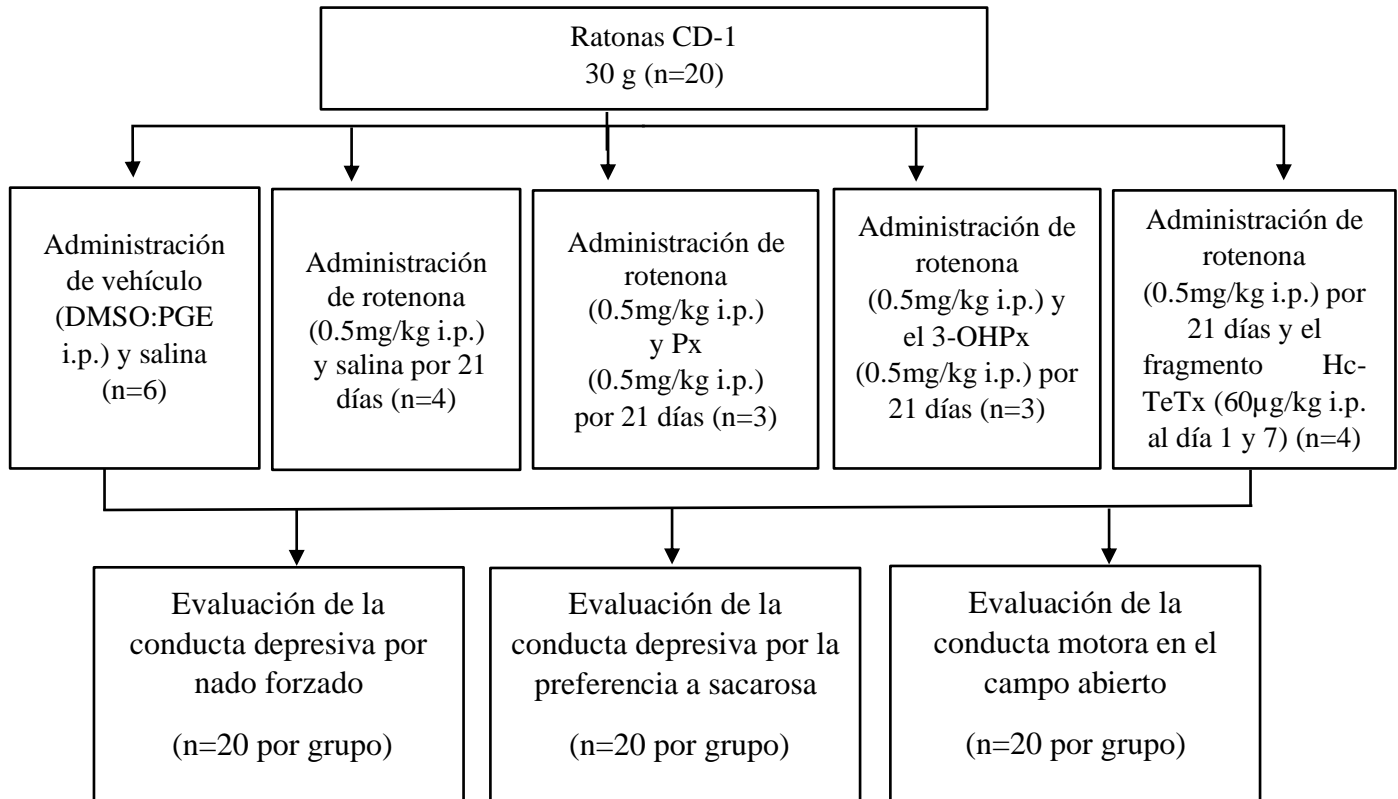 Ratonas CD-1
30 g (n=20)
Administración
de vehículo
(DMSO:PGE
i.p.) y salina
(n=6)
Administración
de rotenona
(0.5mg/kg i.p.)
y salina por 21
días (n=4)
Administración de
rotenona
(0.5mg/kg i.p.)
y Px
(0.5mg/kg i.p.)
por 21 días (n=3)
Administración de
rotenona
(0.5mg/kg i.p.) y
el 3-OHPx
(0.5mg/kg i.p.) por
21 días (n=3)
Administración de
rotenona
(0.5mg/kg i.p.) por
21 días y el
fragmento Hc-
TeTx (60µg/kg i.p.
al día 1 y 7) (n=4)
Evaluación de la
conducta depresiva por
nado forzado
(n=20 por grupo)
Evaluación de la
conducta depresiva por la
preferencia a sacarosa
(n=20 por grupo)
Evaluación de la
conducta motora en el
campo abierto
(n=20 por grupo)